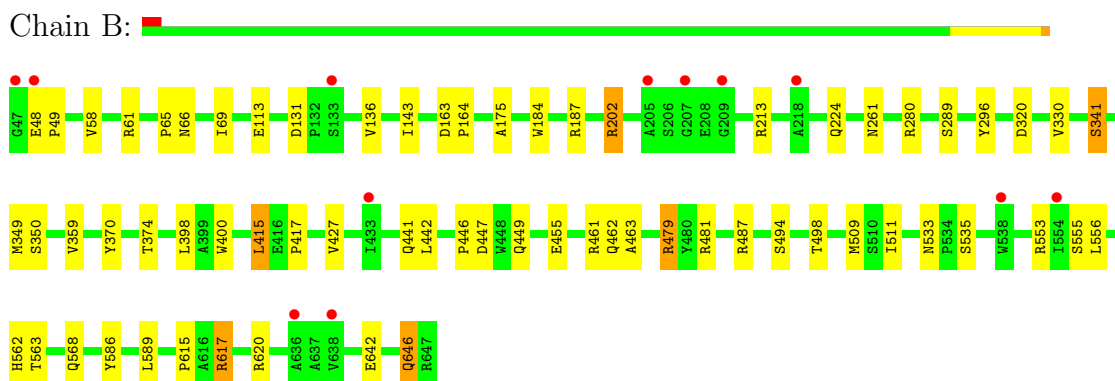 Chain B:
G47 E48 P49 V58 R61 P65 N66 I69 E113 D131 P132 S133 V136 I143 D163 P164 A175 W184 R187 R202 A205 S206 G207 E208 G209 R213 A218 Q224 N261 R280 S289 Y296 D320 V330 S341
M349 S350 V359 Y370 T374 L398 A399 W400 L415 E416 P417 V427 I433 Q441 L442 P446 D447 W448 Q449 E455 R461 Q462 A463 R479 Y480 R481 R487 S494 T498 M509 S510 I511 N533 P534 S535 W538 R553 I554 S555 L556
H562 T563 Q568 Y586 L589 P615 A616 R617 R620 A636 A637 V638 E642 Q646 R647